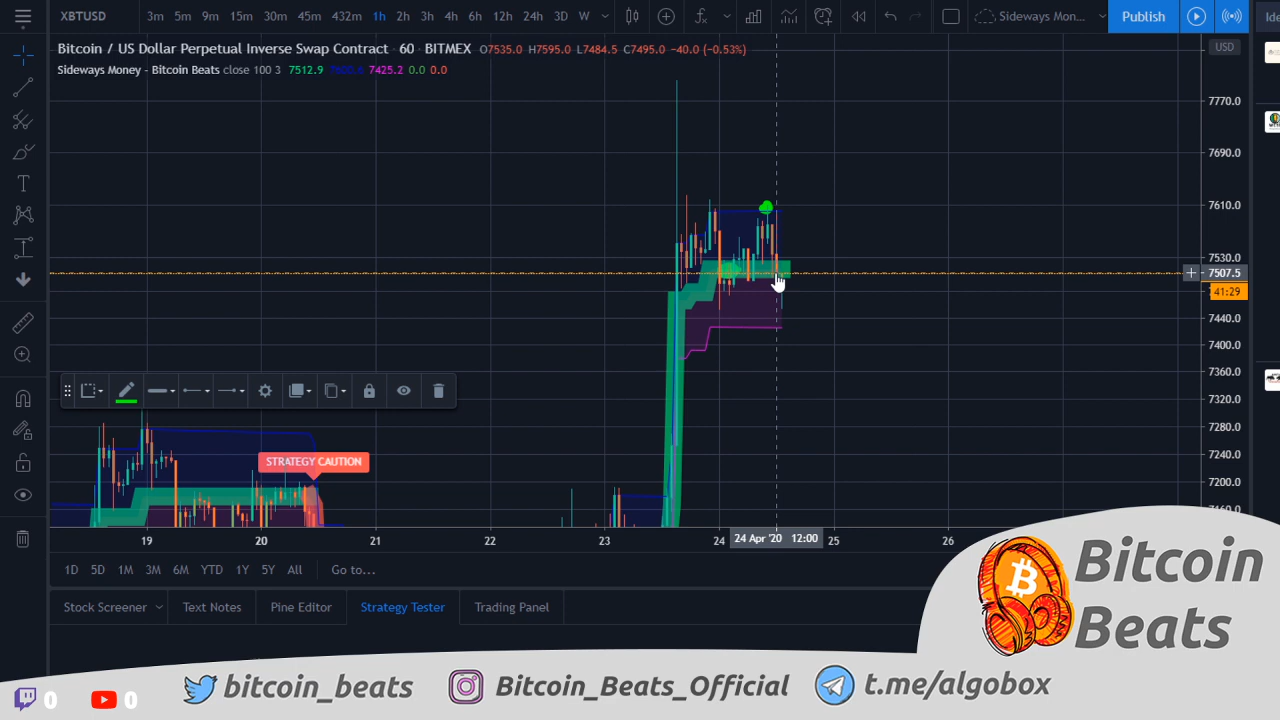 XBTUSD 3m 5m 9m 15m 30m 45m 432m 1h 2h 3h 4h 6h 12h 24h 3D W Sideways Mon... Publish
Bitcoin / US Dollar Perpetual Inverse Swap Contract · 60 · BITMEX O7535.0 H7595.0 L7484.5 C7495.0 −40.0 (−0.53%) USD
Sideways Money - Bitcoin Beats close 100 3 7512.9 7600.6 7425.2 0.0 0.0
7770.0
7690.0
7610.0
7530.0
7507.5
41:29
7440.0
7400.0
7360.0
7320.0
7280.0
7240.0
7200.0
7160.0
STRATEGY CAUTION
19 20 21 22 23 24 25 26
24 Apr '20 12:00
1D 5D 1M 3M 6M YTD 1Y 5Y All Go to...
Stock Screener Text Notes Pine Editor Strategy Tester Trading Panel
Bitcoin
Beats
0 0 bitcoin_beats Bitcoin_Beats_Official t.me/algobox